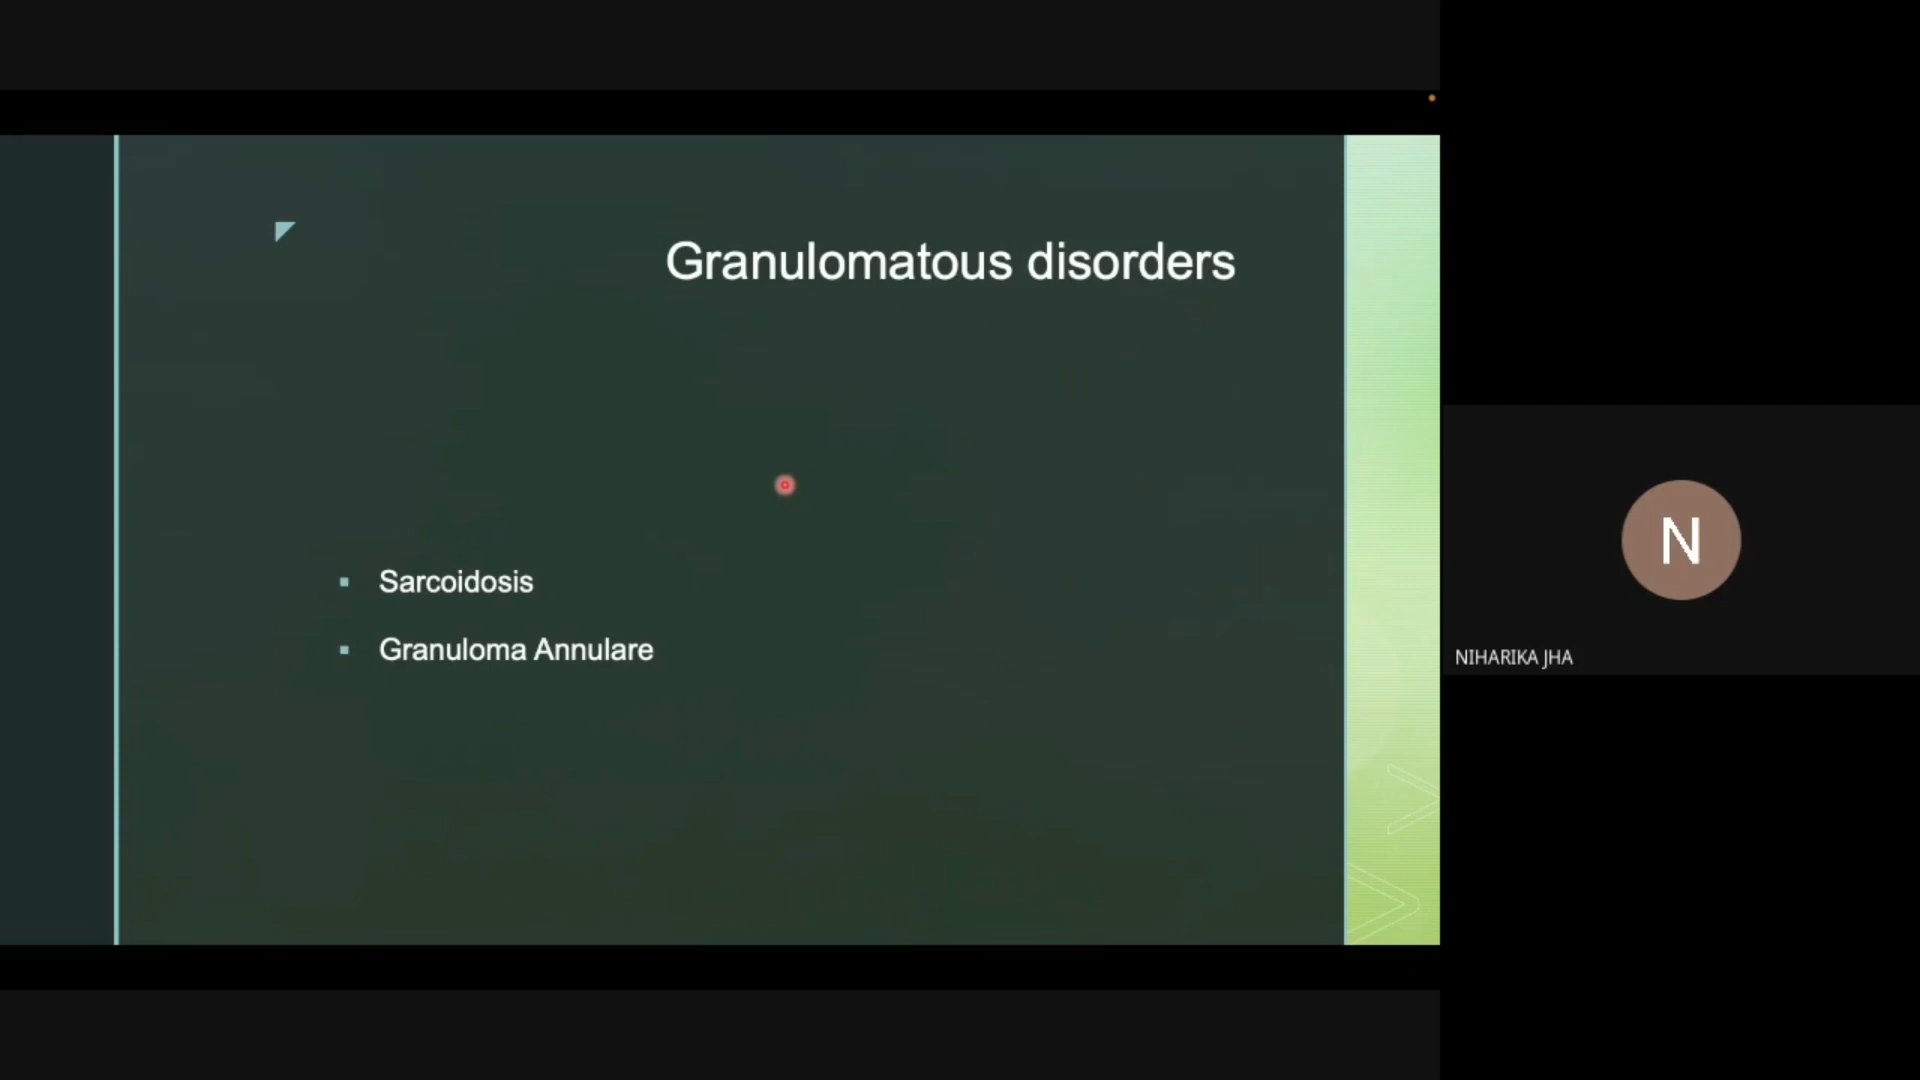 Granulomatous disorders
Sarcoidosis
Granuloma Annulare
N
NIHARIKA JHA